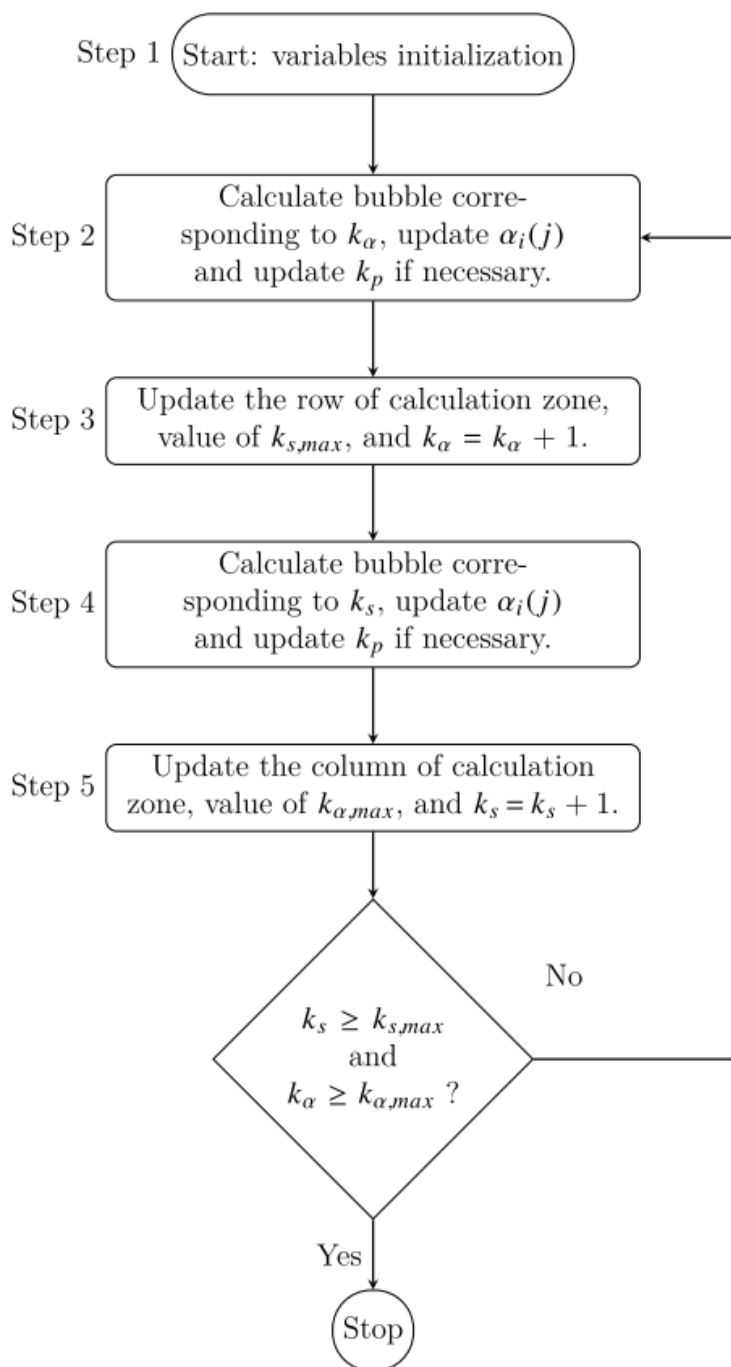 Step 1
Start: variables initialization
Calculate bubble corre-
Step 2
sponding to kα, update αi(j)
and update kp if necessary.
Update the row of calculation zone,
Step 3
value of ks,max, and kα = kα + 1.
Calculate bubble corre-
Step 4
sponding to ks, update αi(j)
and update kp if necessary.
Update the column of calculation
Step 5
zone, value of kα,max, and ks = ks + 1.
No
ks ≥ ks,max
and
kα ≥ kα,max ?
Yes
Stop